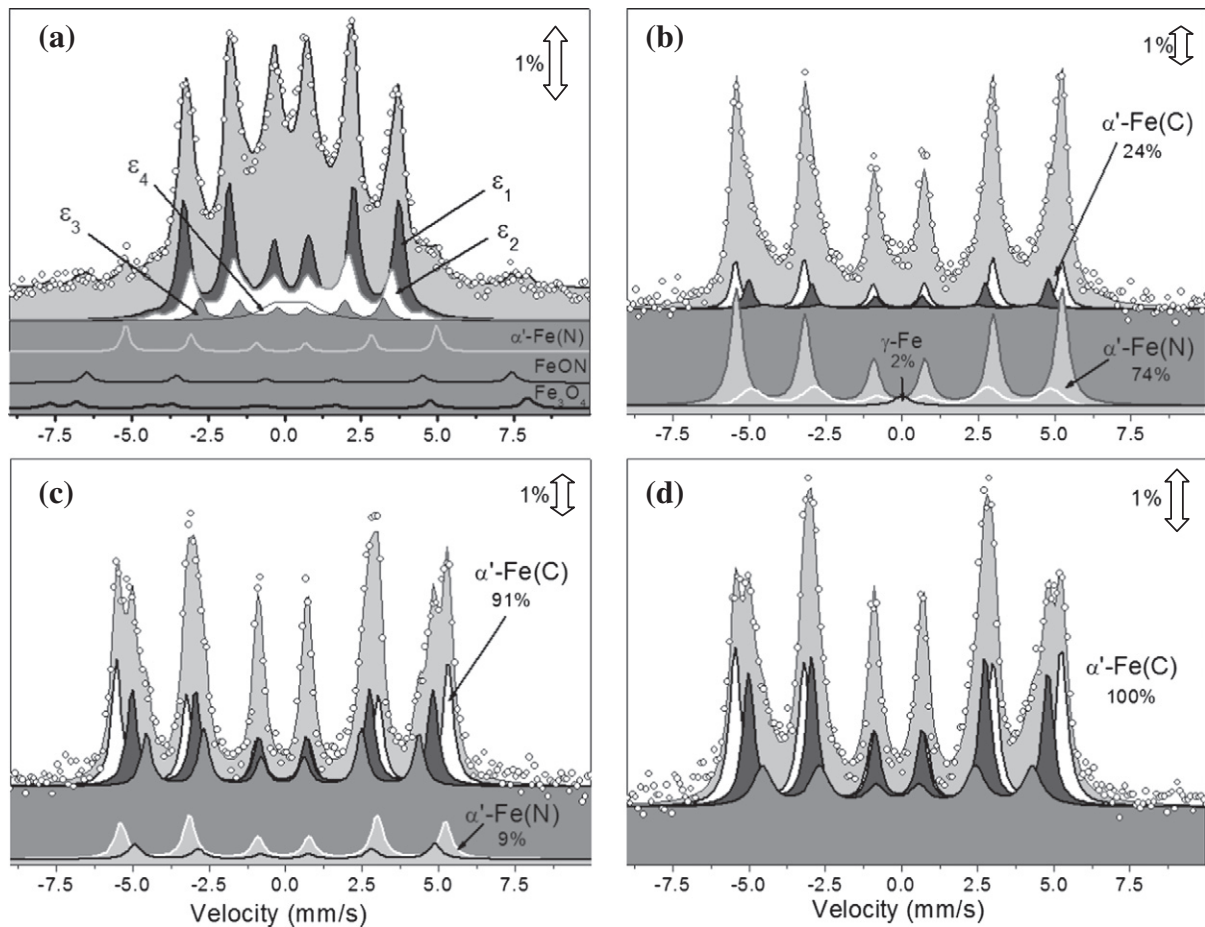 (a)
1%
ε4
ε3
ε1
ε2
α'-Fe(N)
FeON
Fe3O4
-7.5 -5.0 -2.5 0.0 2.5 5.0 7.5
(b)
1%
α'-Fe(C)
24%
γ-Fe
2%
α'-Fe(N)
74%
-7.5 -5.0 -2.5 0.0 2.5 5.0 7.5
(c)
1%
α'-Fe(C)
91%
α'-Fe(N)
9%
-7.5 -5.0 -2.5 0.0 2.5 5.0 7.5
Velocity (mm/s)
(d)
1%
α'-Fe(C)
100%
-7.5 -5.0 -2.5 0.0 2.5 5.0 7.5
Velocity (mm/s)